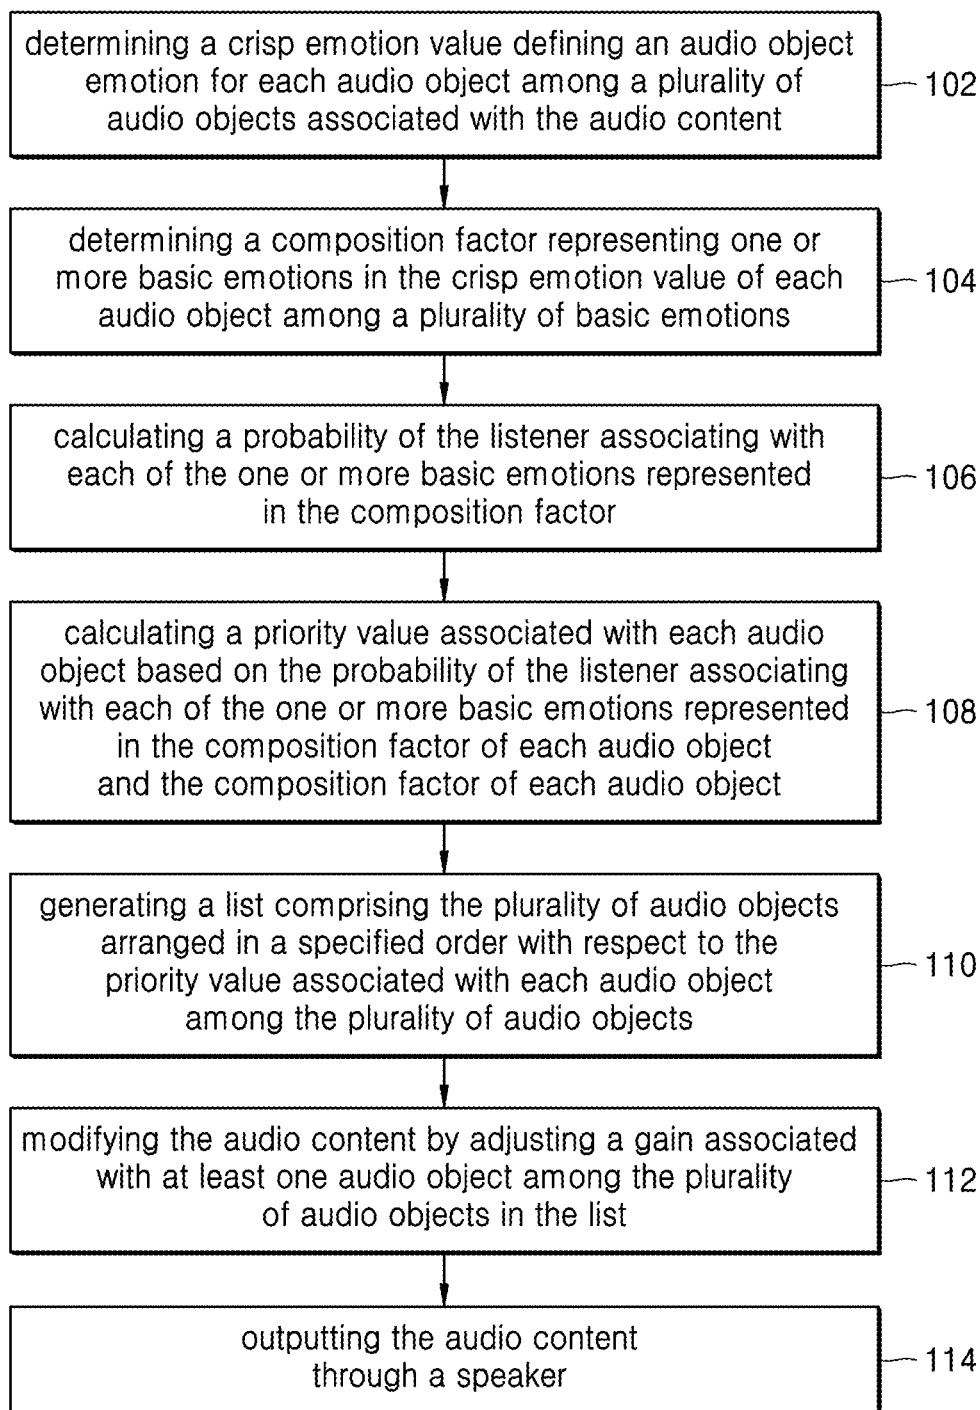 determining a crisp emotion value defining an audio object
emotion for each audio object among a plurality of
audio objects associated with the audio content
102
determining a composition factor representing one or
more basic emotions in the crisp emotion value of each
audio object among a plurality of basic emotions
104
calculating a probability of the listener associating with
each of the one or more basic emotions represented
in the composition factor
106
calculating a priority value associated with each audio
object based on the probability of the listener associating
with each of the one or more basic emotions represented
in the composition factor of each audio object
and the composition factor of each audio object
108
generating a list comprising the plurality of audio objects
arranged in a specified order with respect to the
priority value associated with each audio object
among the plurality of audio objects
110
modifying the audio content by adjusting a gain associated
with at least one audio object among the plurality
of audio objects in the list
112
outputting the audio content
through a speaker
114